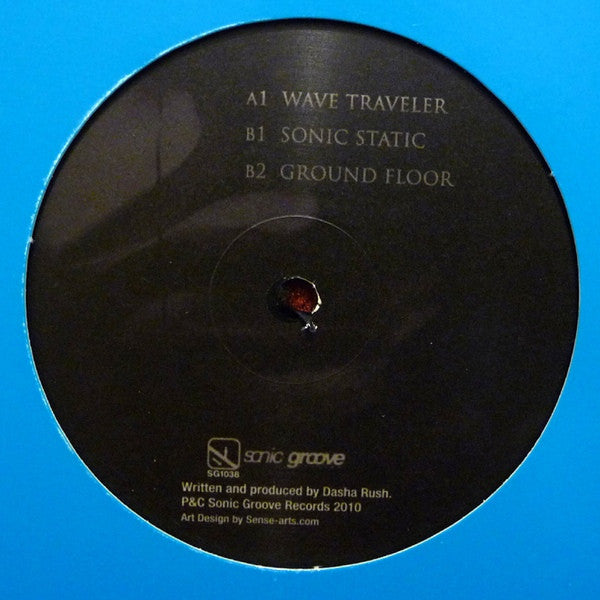 A1 WAVE TRAVELER
B1 SONIC STATIC
B2 GROUND FLOOR
sonic groove
SG1038
Written and produced by Dasha Rush.
P&C Sonic Groove Records 2010
Art Design by Sense-arts.com